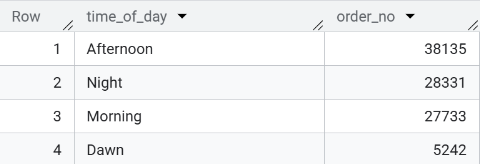 Row time_of_day order_no
1 Afternoon 38135
2 Night 28331
3 Morning 27733
4 Dawn 5242